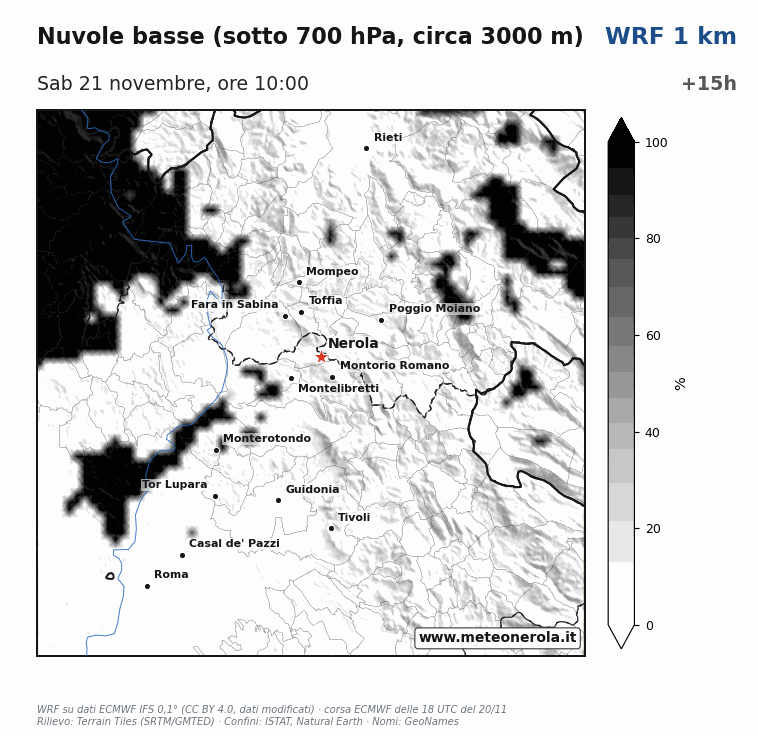 Nuvole basse (sotto 700 hPa, circa 3000 m) WRF 1 km
Sab 21 novembre, ore 10:00 +15h
Rieti
100
80
Mompeo
Toffia
Fara in Sabina
Poggio Moiano
60
Nerola
Montorio Romano
%
Montelibretti
40
Monterotondo
Tor Lupara
Guidonia
Tivoli
20
Casal de' Pazzi
Roma
0
www.meteonerola.it
WRF su dati ECMWF IFS 0,1° (CC BY 4.0, dati modificati) · corsa ECMWF delle 18 UTC del 20/11
Rilievo: Terrain Tiles (SRTM/GMTED) · Confini: ISTAT, Natural Earth · Nomi: GeoNames